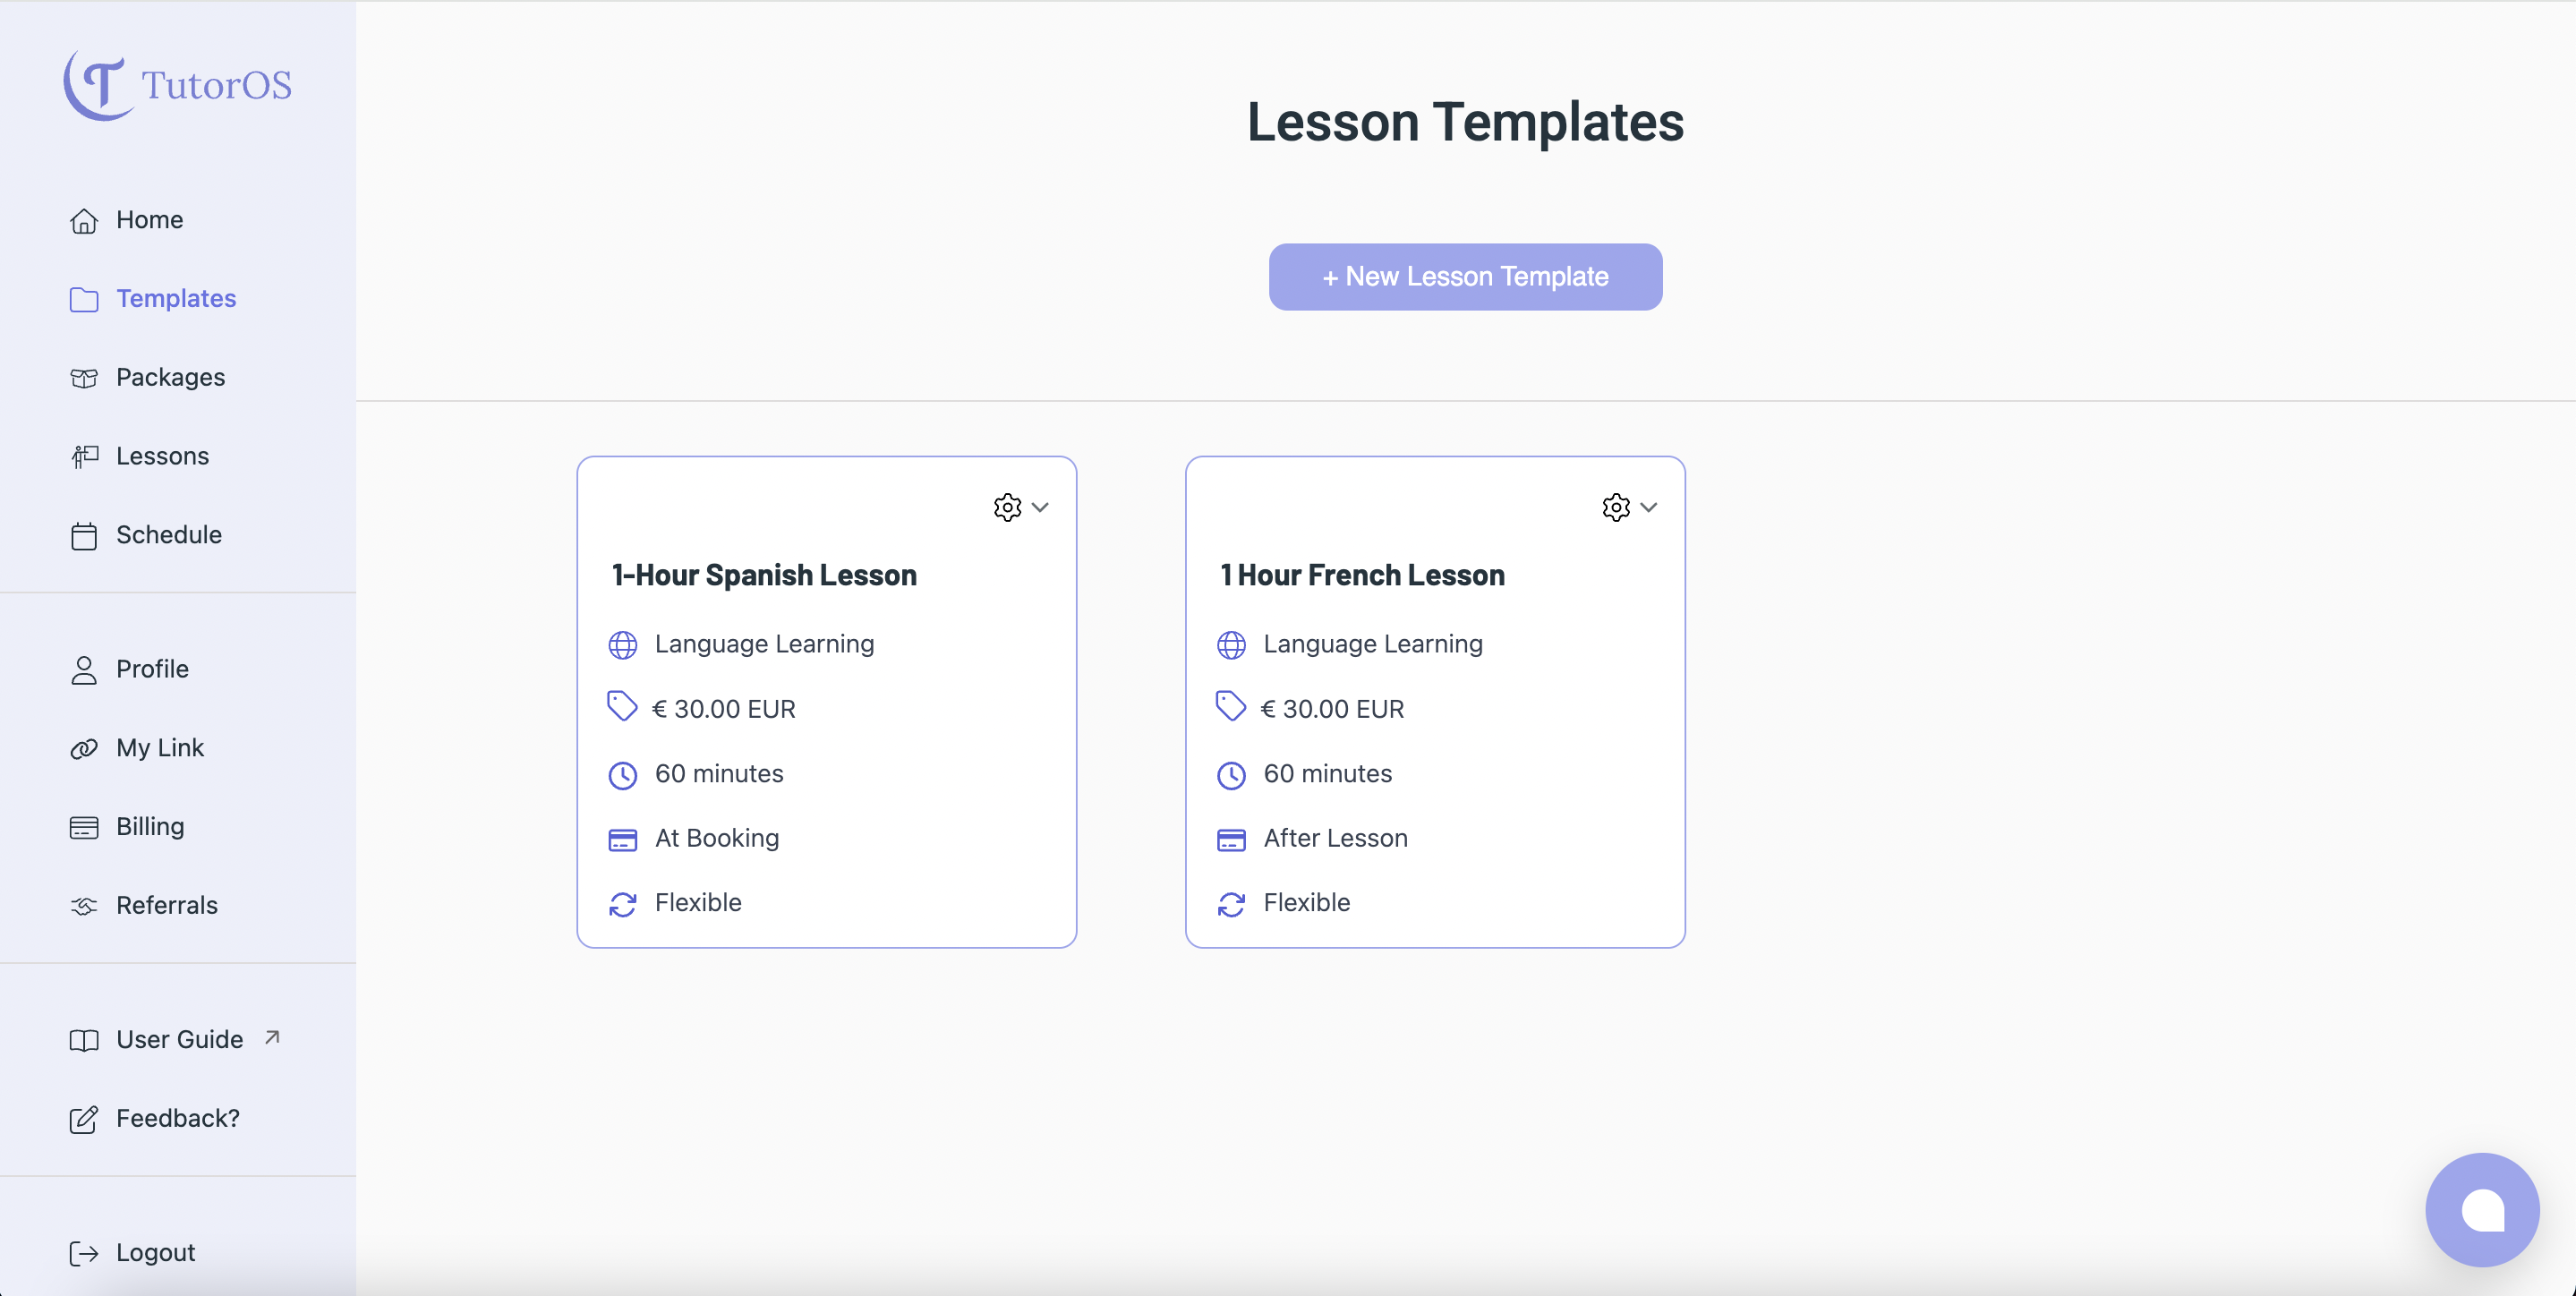 TutorOS
Home
Templates
Packages
Lessons
Schedule
Profile
My Link
Billing
Referrals
User Guide
Feedback?
Logout
Lesson Templates
+ New Lesson Template
1-Hour Spanish Lesson
Language Learning
€ 30.00 EUR
60 minutes
At Booking
Flexible
1 Hour French Lesson
Language Learning
€ 30.00 EUR
60 minutes
After Lesson
Flexible